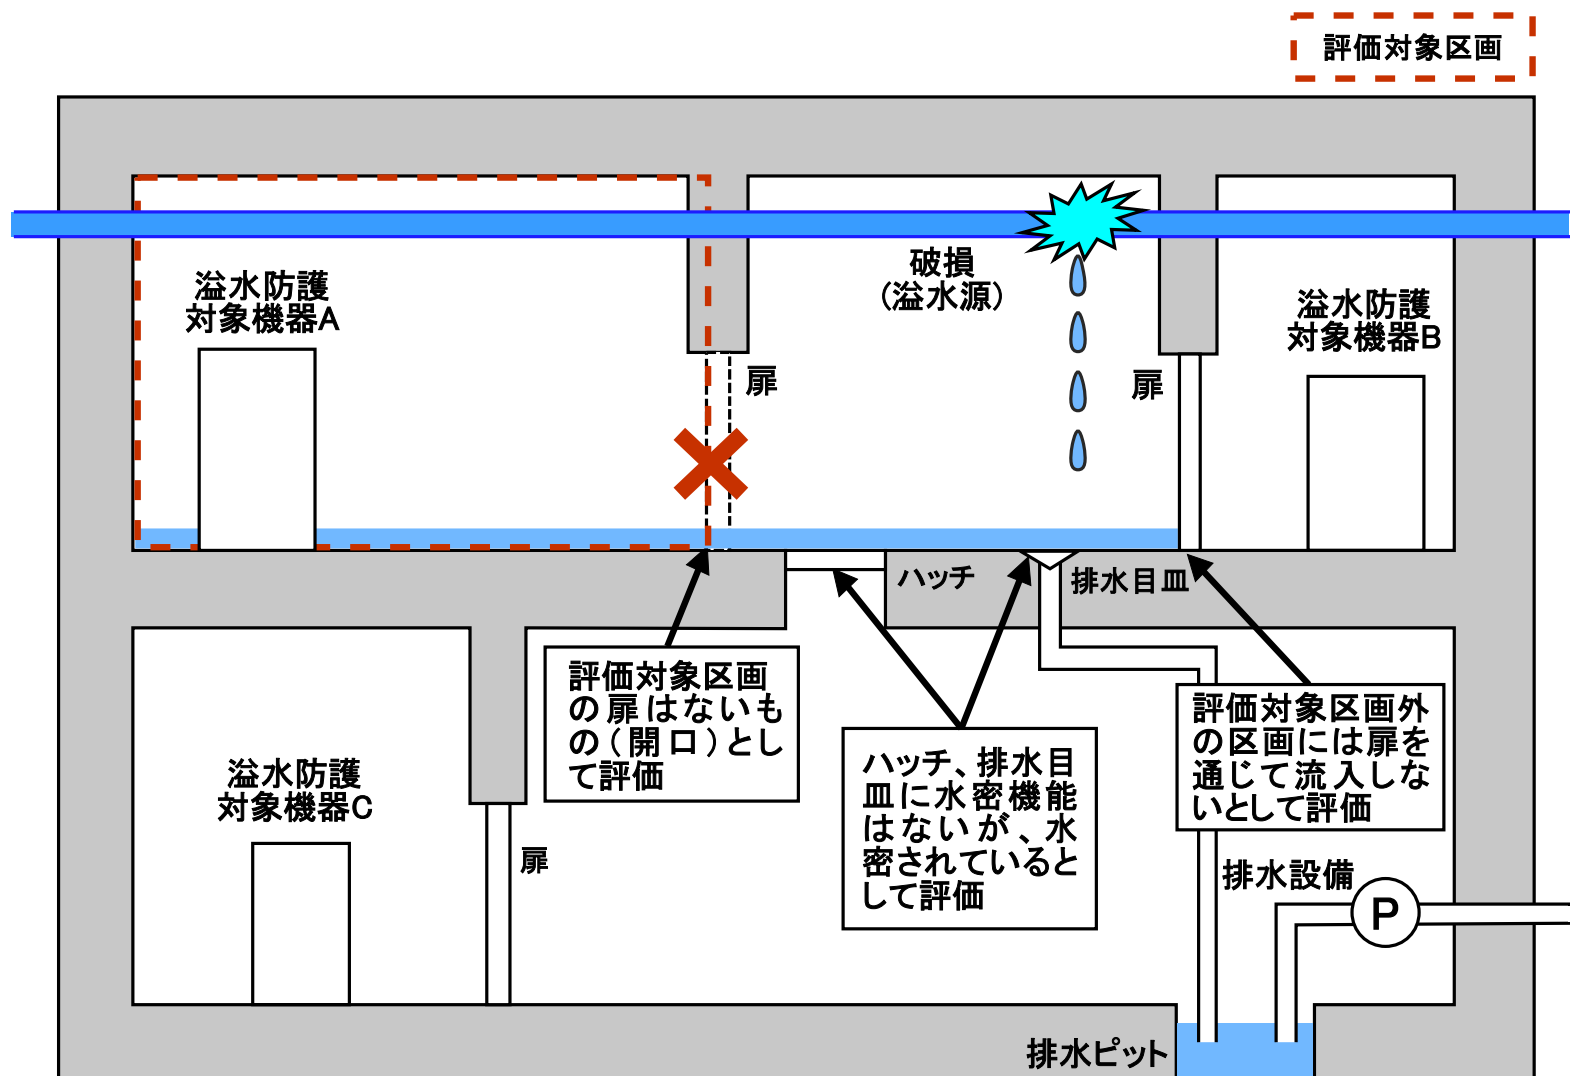 評価対象区画
溢水防護
対象機器A
破損
(溢水源)
溢水防護
対象機器B
扉
扉
ハッチ
排水目皿
評価対象区画
の扉はないも
の(開口)とし
て評価
ハッチ、排水目
皿に水密機能
はないが、水
密されていると
して評価
評価対象区画外
の区画には扉を
通じて流入しな
いとして評価
溢水防護
対象機器C
扉
排水設備
P
排水ピット